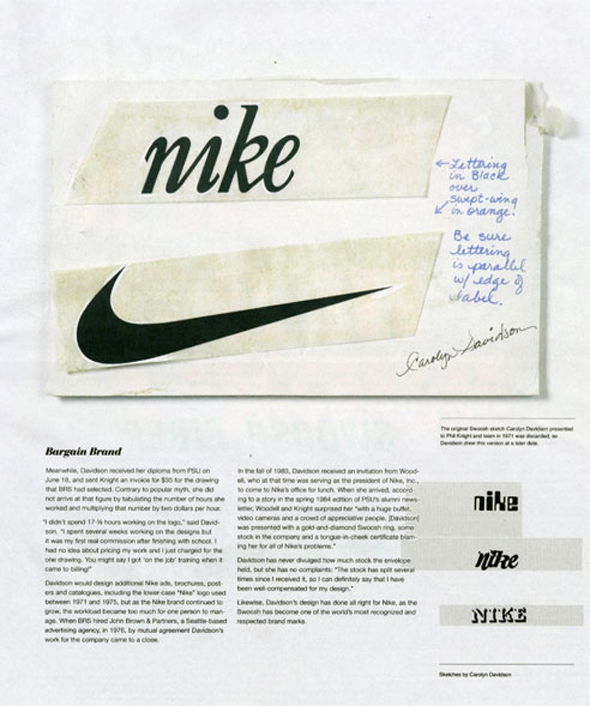 nike
←Lettering
in Black
over
swept-wing
in orange.
Be sure
lettering
is parallel
w/ edge of
label.
Carolyn Davidson
The original Swoosh sketch Carolyn Davidson presented
to Phil Knight and team in 1971 was discarded, so
Davidson drew this version at a later date.
Bargain Brand
Meanwhile, Davidson received her diploma from PSU on
June 18, and sent Knight an invoice for $35 for the drawing
that BRS had selected. Contrary to popular myth, she did
not arrive at that figure by tabulating the number of hours she
worked and multiplying that number by two dollars per hour.
"I didn't spend 17-½ hours working on the logo," said David-
son. "I spent several weeks working on the designs but
it was my first real commission after finishing with school. I
had no idea about pricing my work and I just charged for the
one drawing. You might say I got 'on the job' training when it
came to billing!"
Davidson would design additional Nike ads, brochures, post-
ers and catalogues, including the lower-case "Nike" logo used
between 1971 and 1975, but as the Nike brand continued to
grow, the workload became too much for one person to man-
age. When BRS hired John Brown & Partners, a Seattle-based
advertising agency, in 1976, by mutual agreement Davidson's
work for the company came to a close.
In the fall of 1983, Davidson received an invitation from Wood-
ell, who at that time was serving as the president of Nike, Inc.,
to come to Nike's office for lunch. When she arrived, accord-
ing to a story in the spring 1984 edition of PSU's alumni news-
letter, Woodell and Knight surprised her "with a huge buffet,
video cameras and a crowd of appreciative people. [Davidson]
was presented with a gold-and-diamond Swoosh ring, some
stock in the company and a tongue-in-cheek certificate blam-
ing her for all of Nike's problems."
Davidson has never divulged how much stock the envelope
held, but she has no complaints: "The stock has split several
times since I received it, so I can definitely say that I have
been well-compensated for my design."
Likewise, Davidson's design has done all right for Nike, as the
Swoosh has become one of the world's most recognized and
respected brand marks.
nike
nike
NIKE
Sketches by Carolyn Davidson